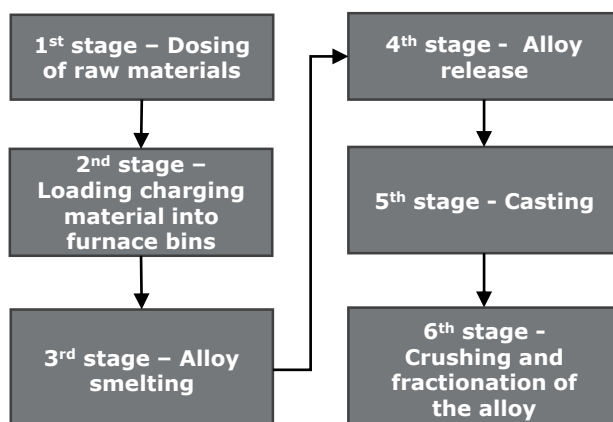 1st stage – Dosing
of raw materials
2nd stage –
Loading charging
material into
furnace bins
3rd stage – Alloy
smelting
4th stage -  Alloy
release
5th stage - Casting
6th stage -
Crushing and
fractionation of
the alloy